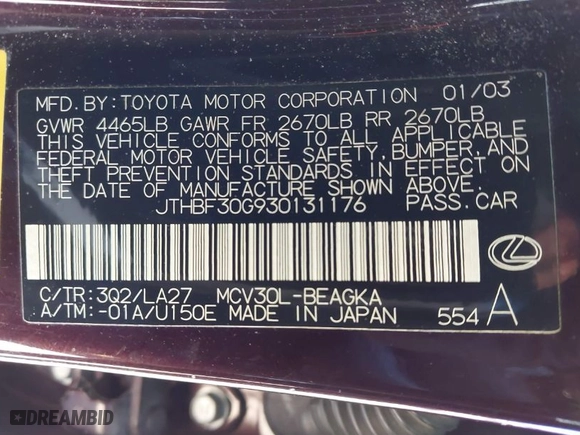 MFD.BY:TOYOTA MOTOR CORPORATION 01/03
GVWR 4465LB GAWR FR 2670LB RR 2670LB
THIS VEHICLE CONFORMS TO ALL APPLICABLE
FEDERAL MOTOR VEHICLE SAFETY,BUMPER,AND
THEFT PREVENTION STANDARDS IN EFFECT ON
THE DATE OF MANUFACTURE SHOWN ABOVE.
JTHBF30G930131176 PASS.CAR
C/TR:3Q2/LA27 MCV30L-BEAGKA
A/TM:-01A/U150E MADE IN JAPAN 554 A
DREAMBID